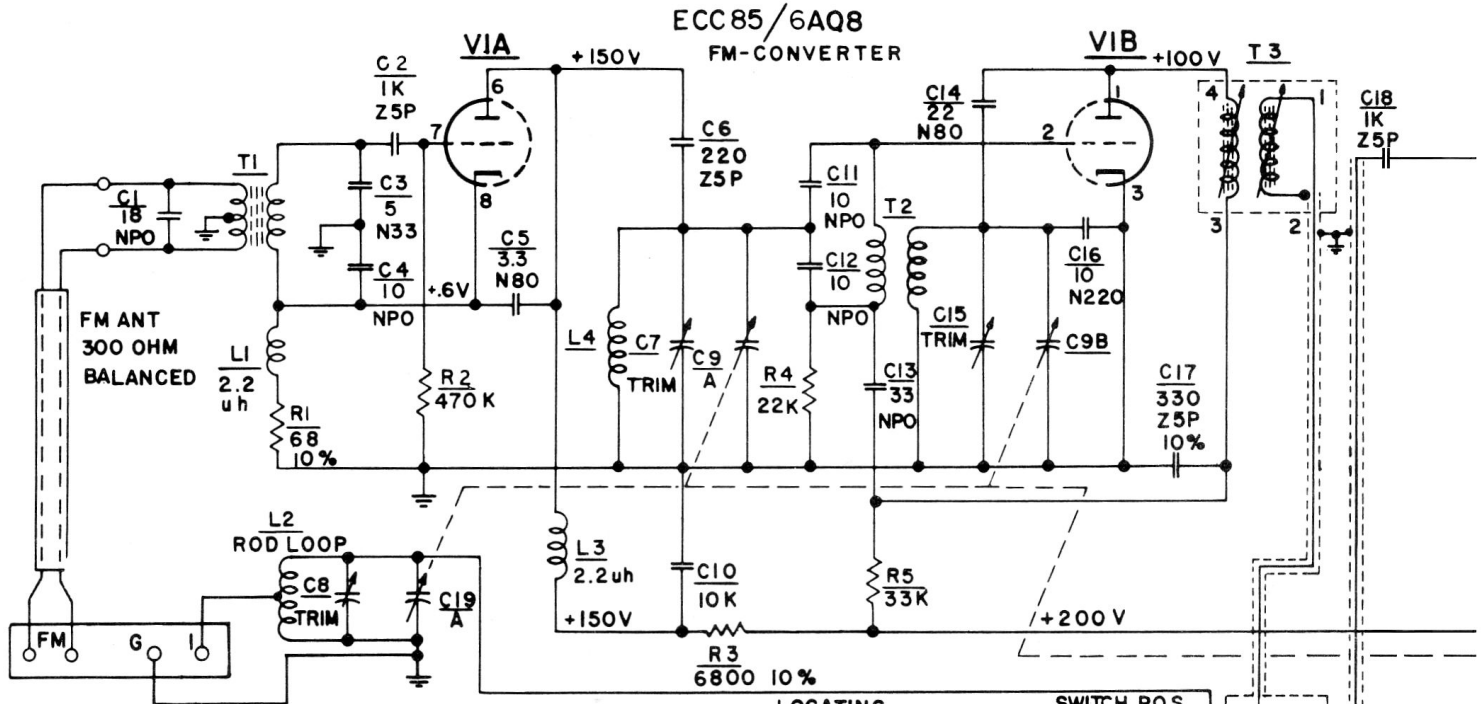 ECC85/6AQ8
FM-CONVERTER
V1A
V1B
+150V
+100V
T3
C2
1K
Z5P
6
7
8
C14
22
N80
1
2
3
4
3
1
2
C18
1K
Z5P
T1
C1
18
NPO
C3
5
N33
C4
10
NPO
+.6V
C5
3.3
N80
C6
220
Z5P
C11
10
NPO
C12
10
NPO
T2
C16
10
N220
FM ANT
300 OHM
BALANCED
L1
2.2
uh
R1
68
10%
R2
470K
L4
C7
TRIM
C9
A
R4
22K
C13
33
NPO
C15
TRIM
C9B
C17
330
Z5P
10%
L2
ROD LOOP
C8
TRIM
C19
A
L3
2.2uh
C10
10K
R5
33K
+150V
+200V
R3
6800 10%
FM
G
1
LOCATING
SWITCH POS